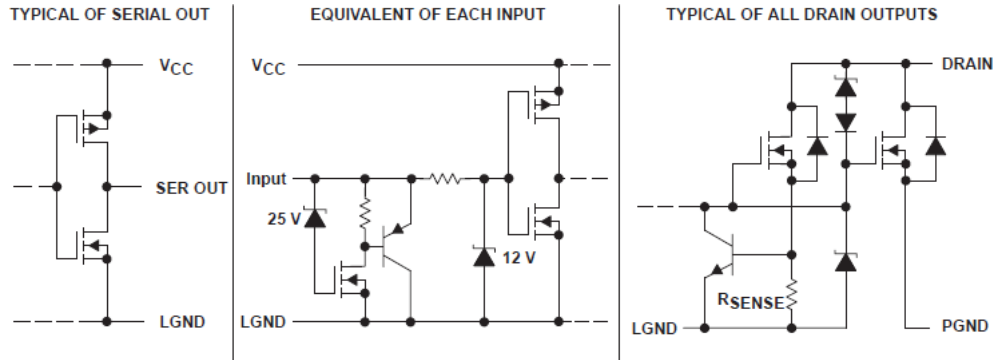 TYPICAL OF SERIAL OUT
VCC
SER OUT
LGND
EQUIVALENT OF EACH INPUT
VCC
Input
25 V
12 V
LGND
TYPICAL OF ALL DRAIN OUTPUTS
DRAIN
RSENSE
LGND
PGND